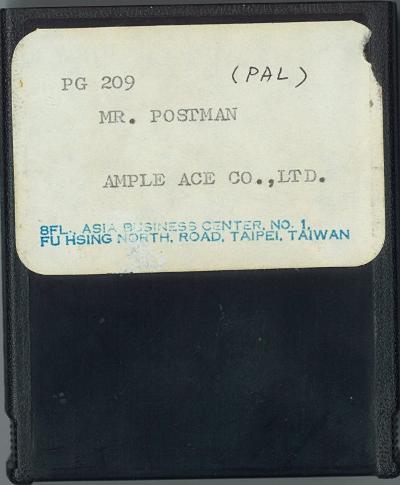 PG 209 (PAL)
MR. POSTMAN
AMPLE ACE CO.,LTD.
8FL., ASIA BUSINESS CENTER, NO. 1,
FU HSING NORTH, ROAD, TAIPEI, TAIWAN